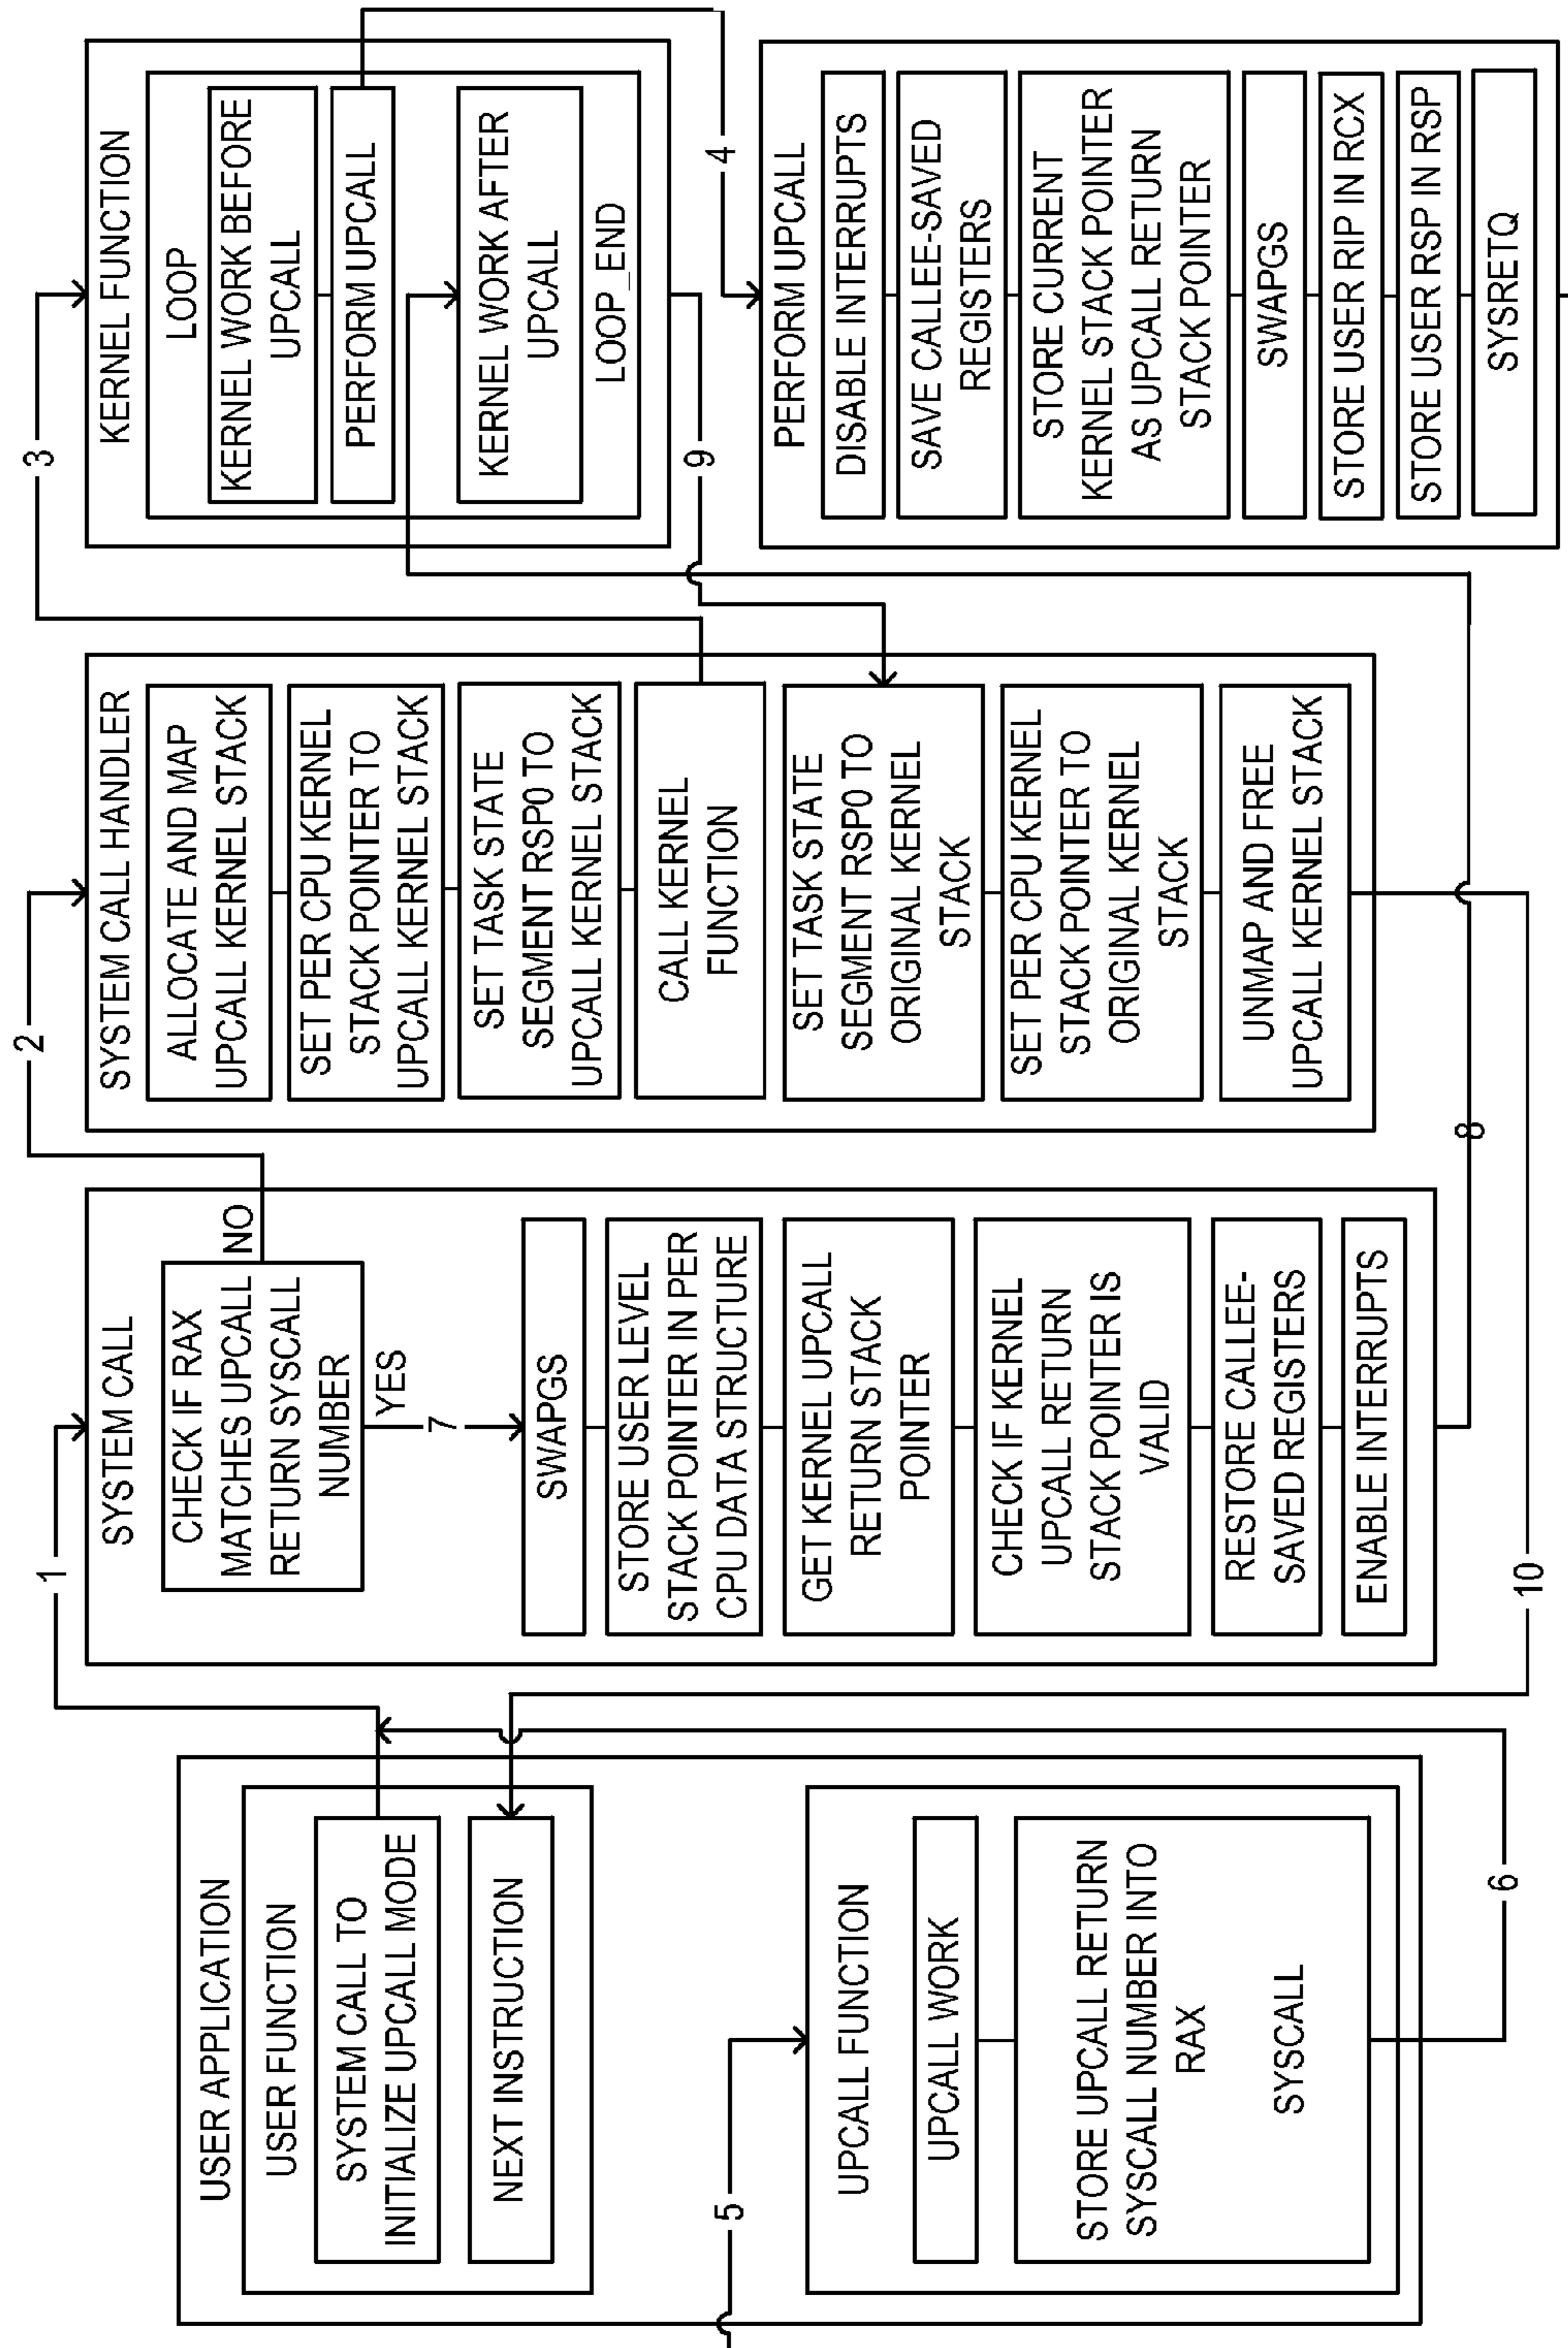 USER APPLICATION
USER FUNCTION
SYSTEM CALL TO
INITIALIZE UPCALL MODE
NEXT INSTRUCTION
5
UPCALL FUNCTION
UPCALL WORK
STORE UPCALL RETURN
SYSCALL NUMBER INTO
RAX
SYSCALL
6
1
SYSTEM CALL
CHECK IF RAX
MATCHES UPCALL
RETURN SYSCALL
NUMBER
NO
YES
7
SWAPGS
STORE USER LEVEL
STACK POINTER IN PER
CPU DATA STRUCTURE
GET KERNEL UPCALL
RETURN STACK
POINTER
CHECK IF KERNEL
UPCALL RETURN
STACK POINTER IS
VALID
RESTORE CALLEE-
SAVED REGISTERS
ENABLE INTERRUPTS
8
10
2
SYSTEM CALL HANDLER
ALLOCATE AND MAP
UPCALL KERNEL STACK
SET PER CPU KERNEL
STACK POINTER TO
UPCALL KERNEL STACK
SET TASK STATE
SEGMENT RSP0 TO
UPCALL KERNEL STACK
CALL KERNEL
FUNCTION
SET TASK STATE
SEGMENT RSP0 TO
ORIGINAL KERNEL
STACK
SET PER CPU KERNEL
STACK POINTER TO
ORIGINAL KERNEL
STACK
UNMAP AND FREE
UPCALL KERNEL STACK
3
KERNEL FUNCTION
LOOP
KERNEL WORK BEFORE
UPCALL
PERFORM UPCALL
KERNEL WORK AFTER
UPCALL
LOOP_END
9
4
PERFORM UPCALL
DISABLE INTERRUPTS
SAVE CALLEE-SAVED
REGISTERS
STORE CURRENT
KERNEL STACK POINTER
AS UPCALL RETURN
STACK POINTER
SWAPGS
STORE USER RIP IN RCX
STORE USER RSP IN RSP
SYSRETQ